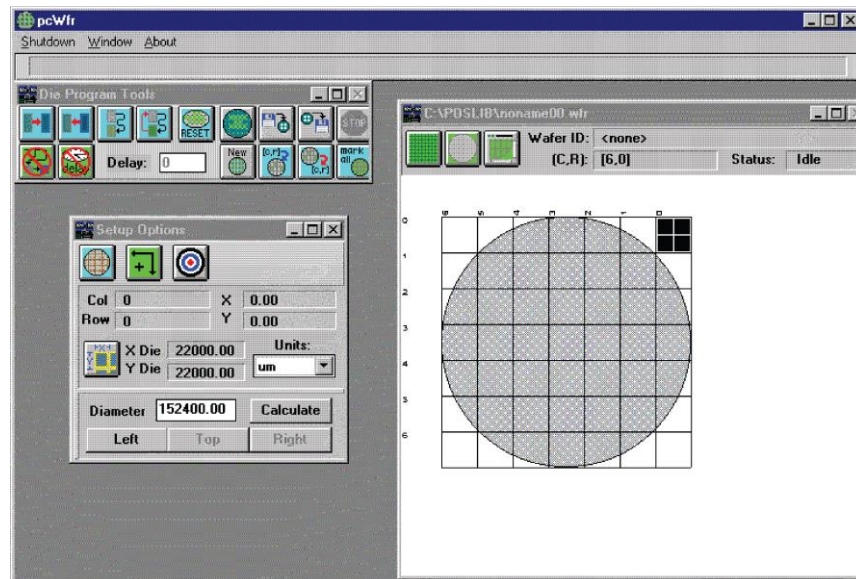 pcWfr
Shutdown Window About
Die Program Tools
RESET
STOP
delay
Delay: 0
New
[c,r]
[c,r]
mark all
C:\PDSLIB\noname00 wfr
Wafer ID: <none>
(C,R): [6,0]
Status: Idle
Setup Options
Col 0 X 0.00
Row 0 Y 0.00
X Die 22000.00
Y Die 22000.00
Units:
um
Diameter 152400.00 Calculate
Left Top Right
6 5 4 3 2 1 0
0
1
2
3
4
5
6